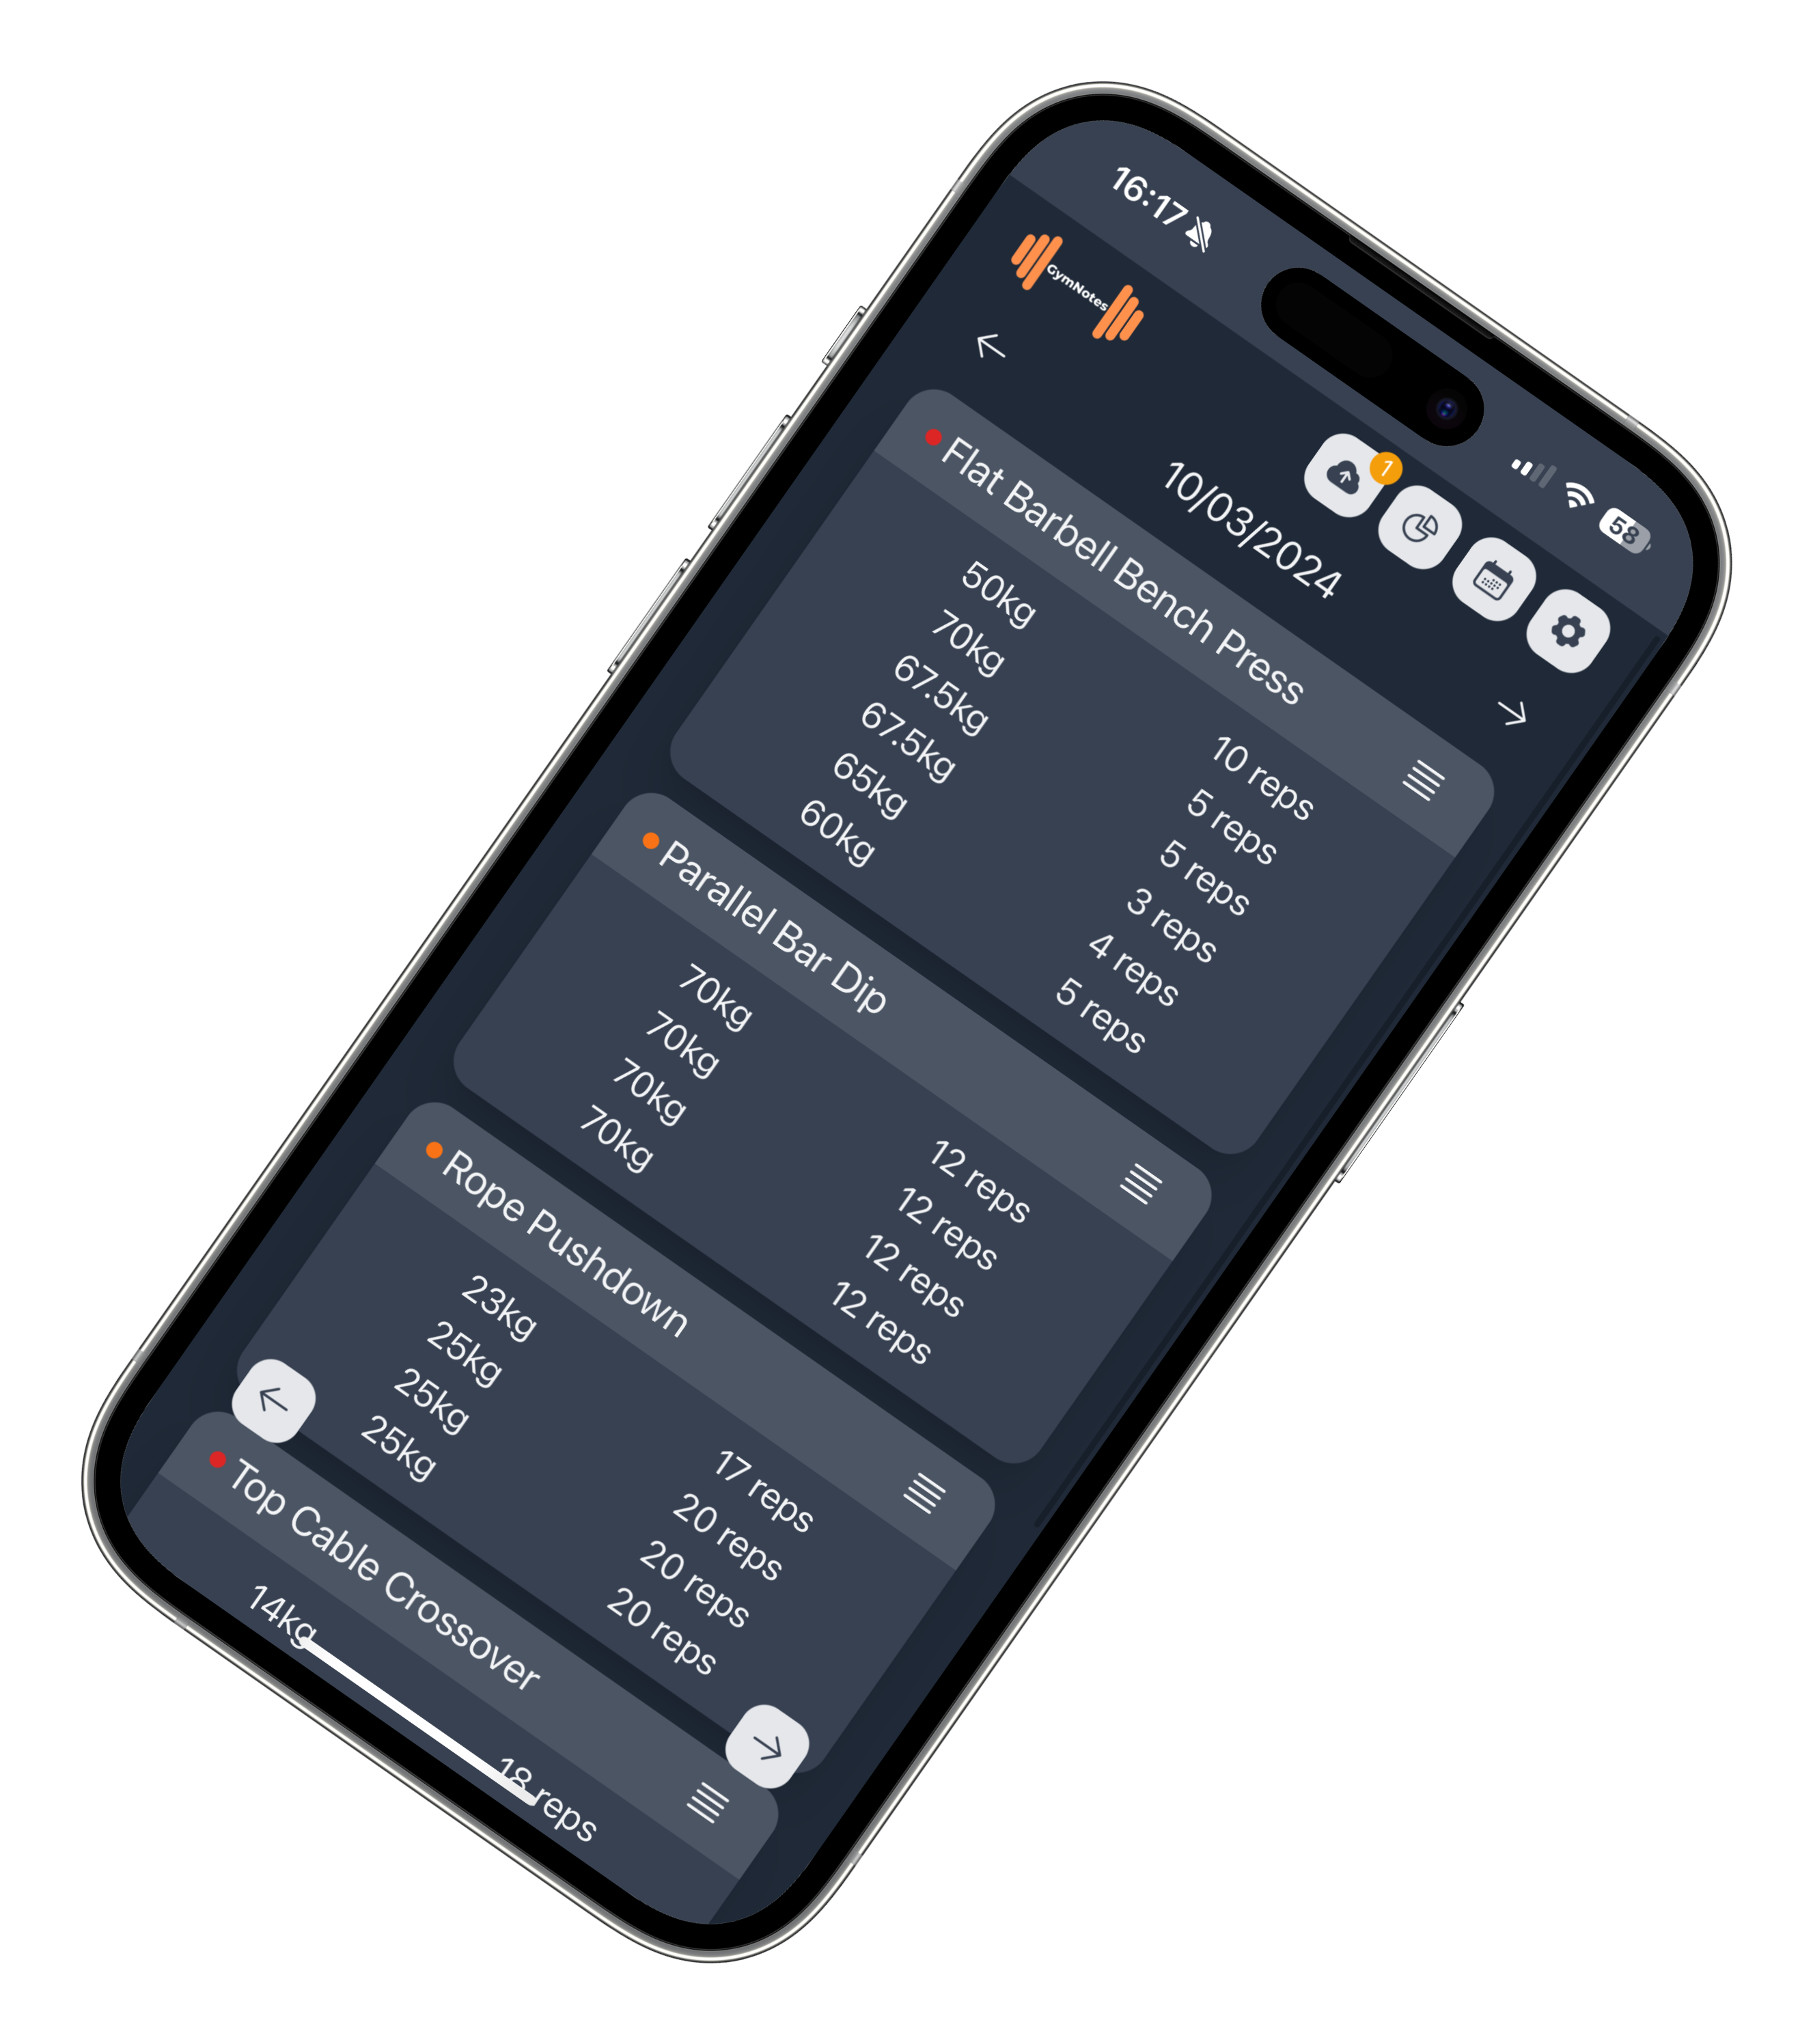 16:17
58
GymNotes
1
10/03/2024
Flat Barbell Bench Press
50kg 10 reps
70kg 5 reps
67.5kg 5 reps
67.5kg 3 reps
65kg 4 reps
60kg 5 reps
Parallel Bar Dip
70kg 12 reps
70kg 12 reps
70kg 12 reps
70kg 12 reps
Rope Pushdown
23kg 17 reps
25kg 20 reps
25kg 20 reps
25kg 20 reps
Top Cable Crossover
14kg 18 reps